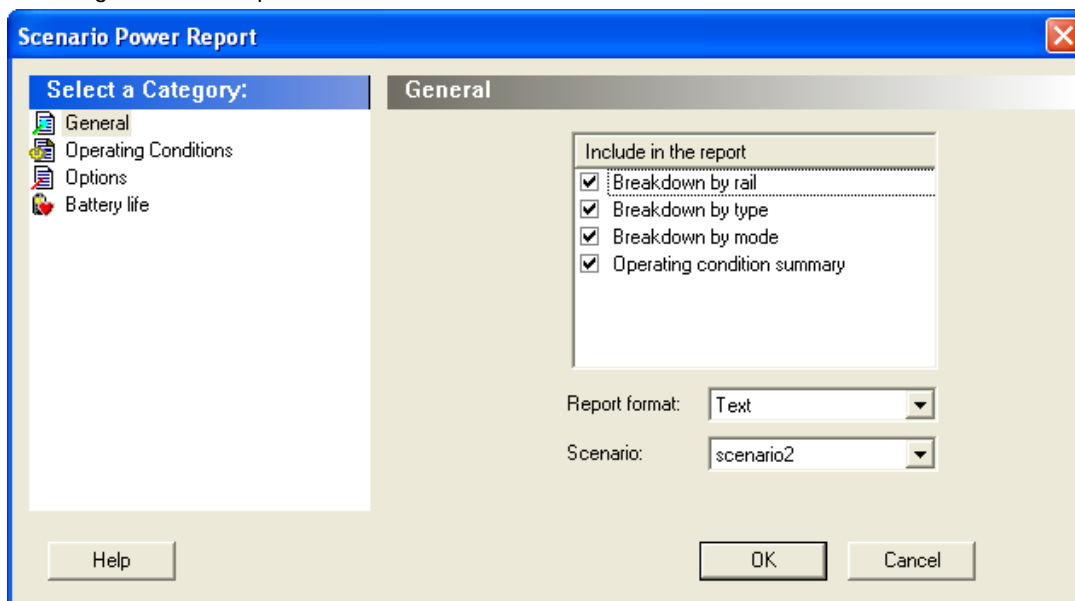 Scenario Power Report
Select a Category:
General
Operating Conditions
Options
Battery life
General
Include in the report
Breakdown by rail
Breakdown by type
Breakdown by mode
Operating condition summary
Report format: Text
Scenario: scenario2
Help
OK
Cancel